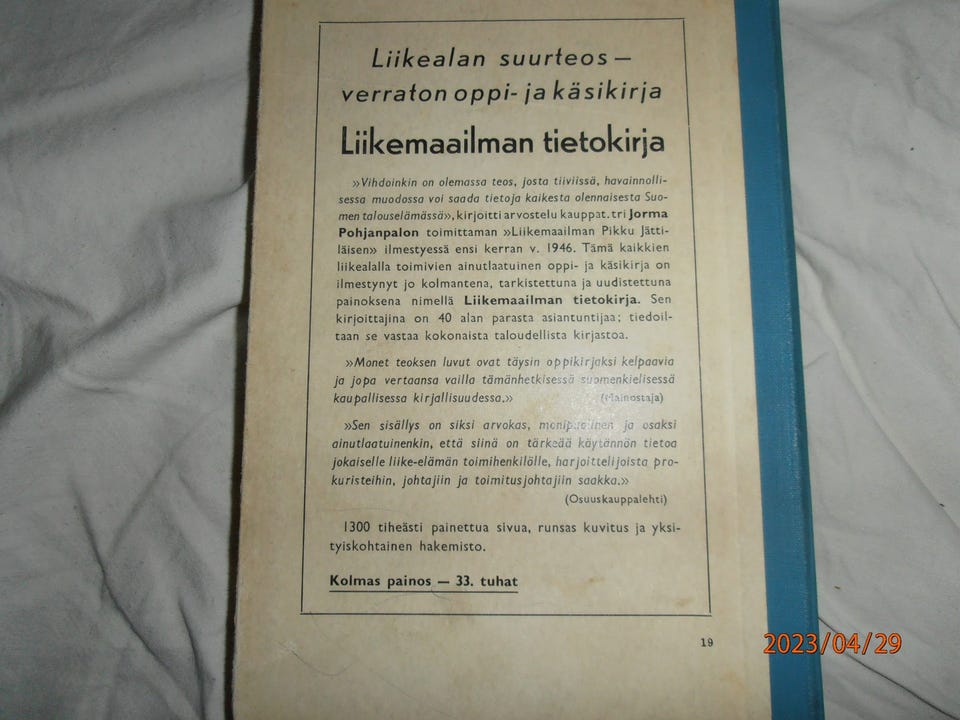 Liikealan suurteos —
verraton oppi- ja käsikirja
Liikemaailman tietokirja
»Vihdoinkin on olemassa teos, josta tiiviissä, havainnolli-
sessa muodossa voi saada tietoja kaikesta olennaisesta Suo-
men talouselämässä», kirjoitti arvostelu kauppat. tri Jorma
Pohjanpalon toimittaman »Liikemaailman Pikku Jätti-
läisen» ilmestyessä ensi kerran v. 1946. Tämä kaikkien
liikealalla toimivien ainutlaatuinen oppi- ja käsikirja on
ilmestynyt jo kolmantena, tarkistettuna ja uudistettuna
painoksena nimellä Liikemaailman tietokirja. Sen
kirjoittajina on 40 alan parasta asiantuntijaa; tiedoil-
taan se vastaa kokonaista taloudellista kirjastoa.
»Monet teoksen luvut ovat täysin oppikirjaksi kelpaavia
ja jopa vertaansa vailla tämänhetkisessä suomenkielisessä
kaupallisessa kirjallisuudessa.» (Mainostaja)
»Sen sisällys on siksi arvokas, monipuolinen ja osaksi
ainutlaatuinenkin, että siinä on tärkeää käytännön tietoa
jokaiselle liike-elämän toimihenkilölle, harjoittelijoista pro-
kuristeihin, johtajiin ja toimitusjohtajiin saakka.»
(Osuuskauppalehti)
1300 tiheästi painettua sivua, runsas kuvitus ja yksi-
tyiskohtainen hakemisto.
Kolmas painos — 33. tuhat
19
2023/04/29